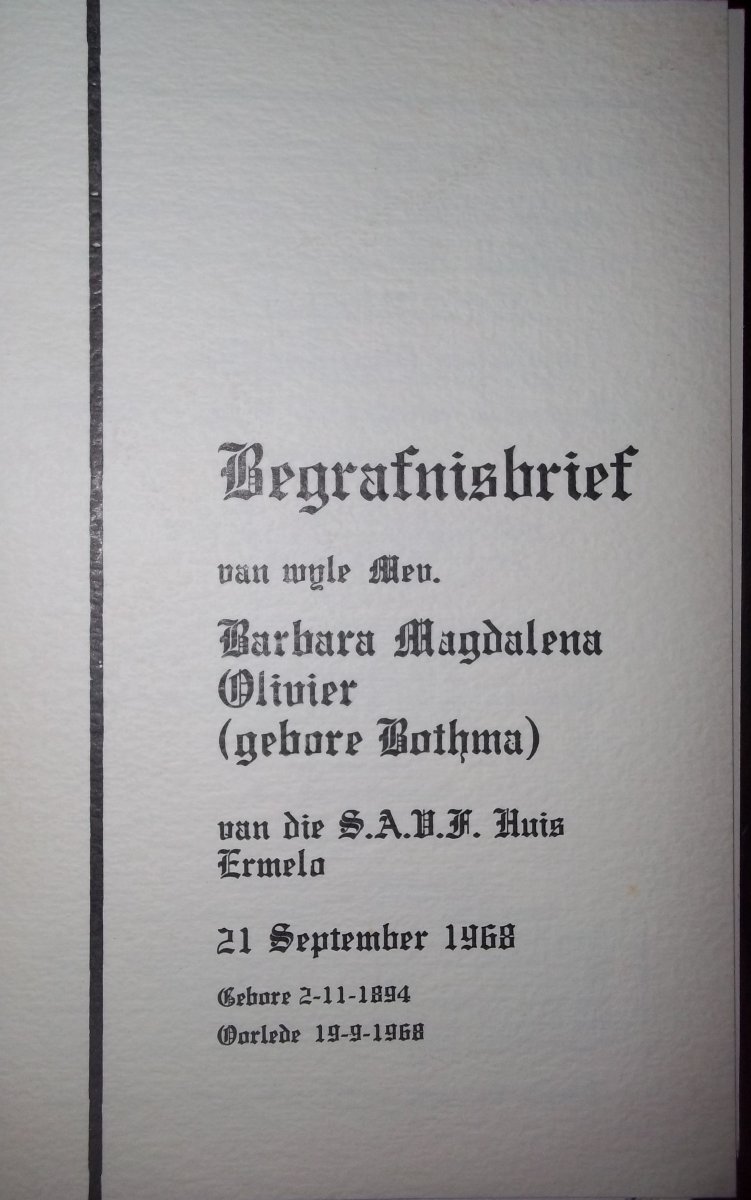 Begrafnisbrief
van wyle Mev.
Barbara Magdalena
Olivier
(gebore Bothma)
van die S.A.V.F. Huis
Ermelo
21 September 1968
Gebore 2-11-1894
Oorlede 19-9-1968